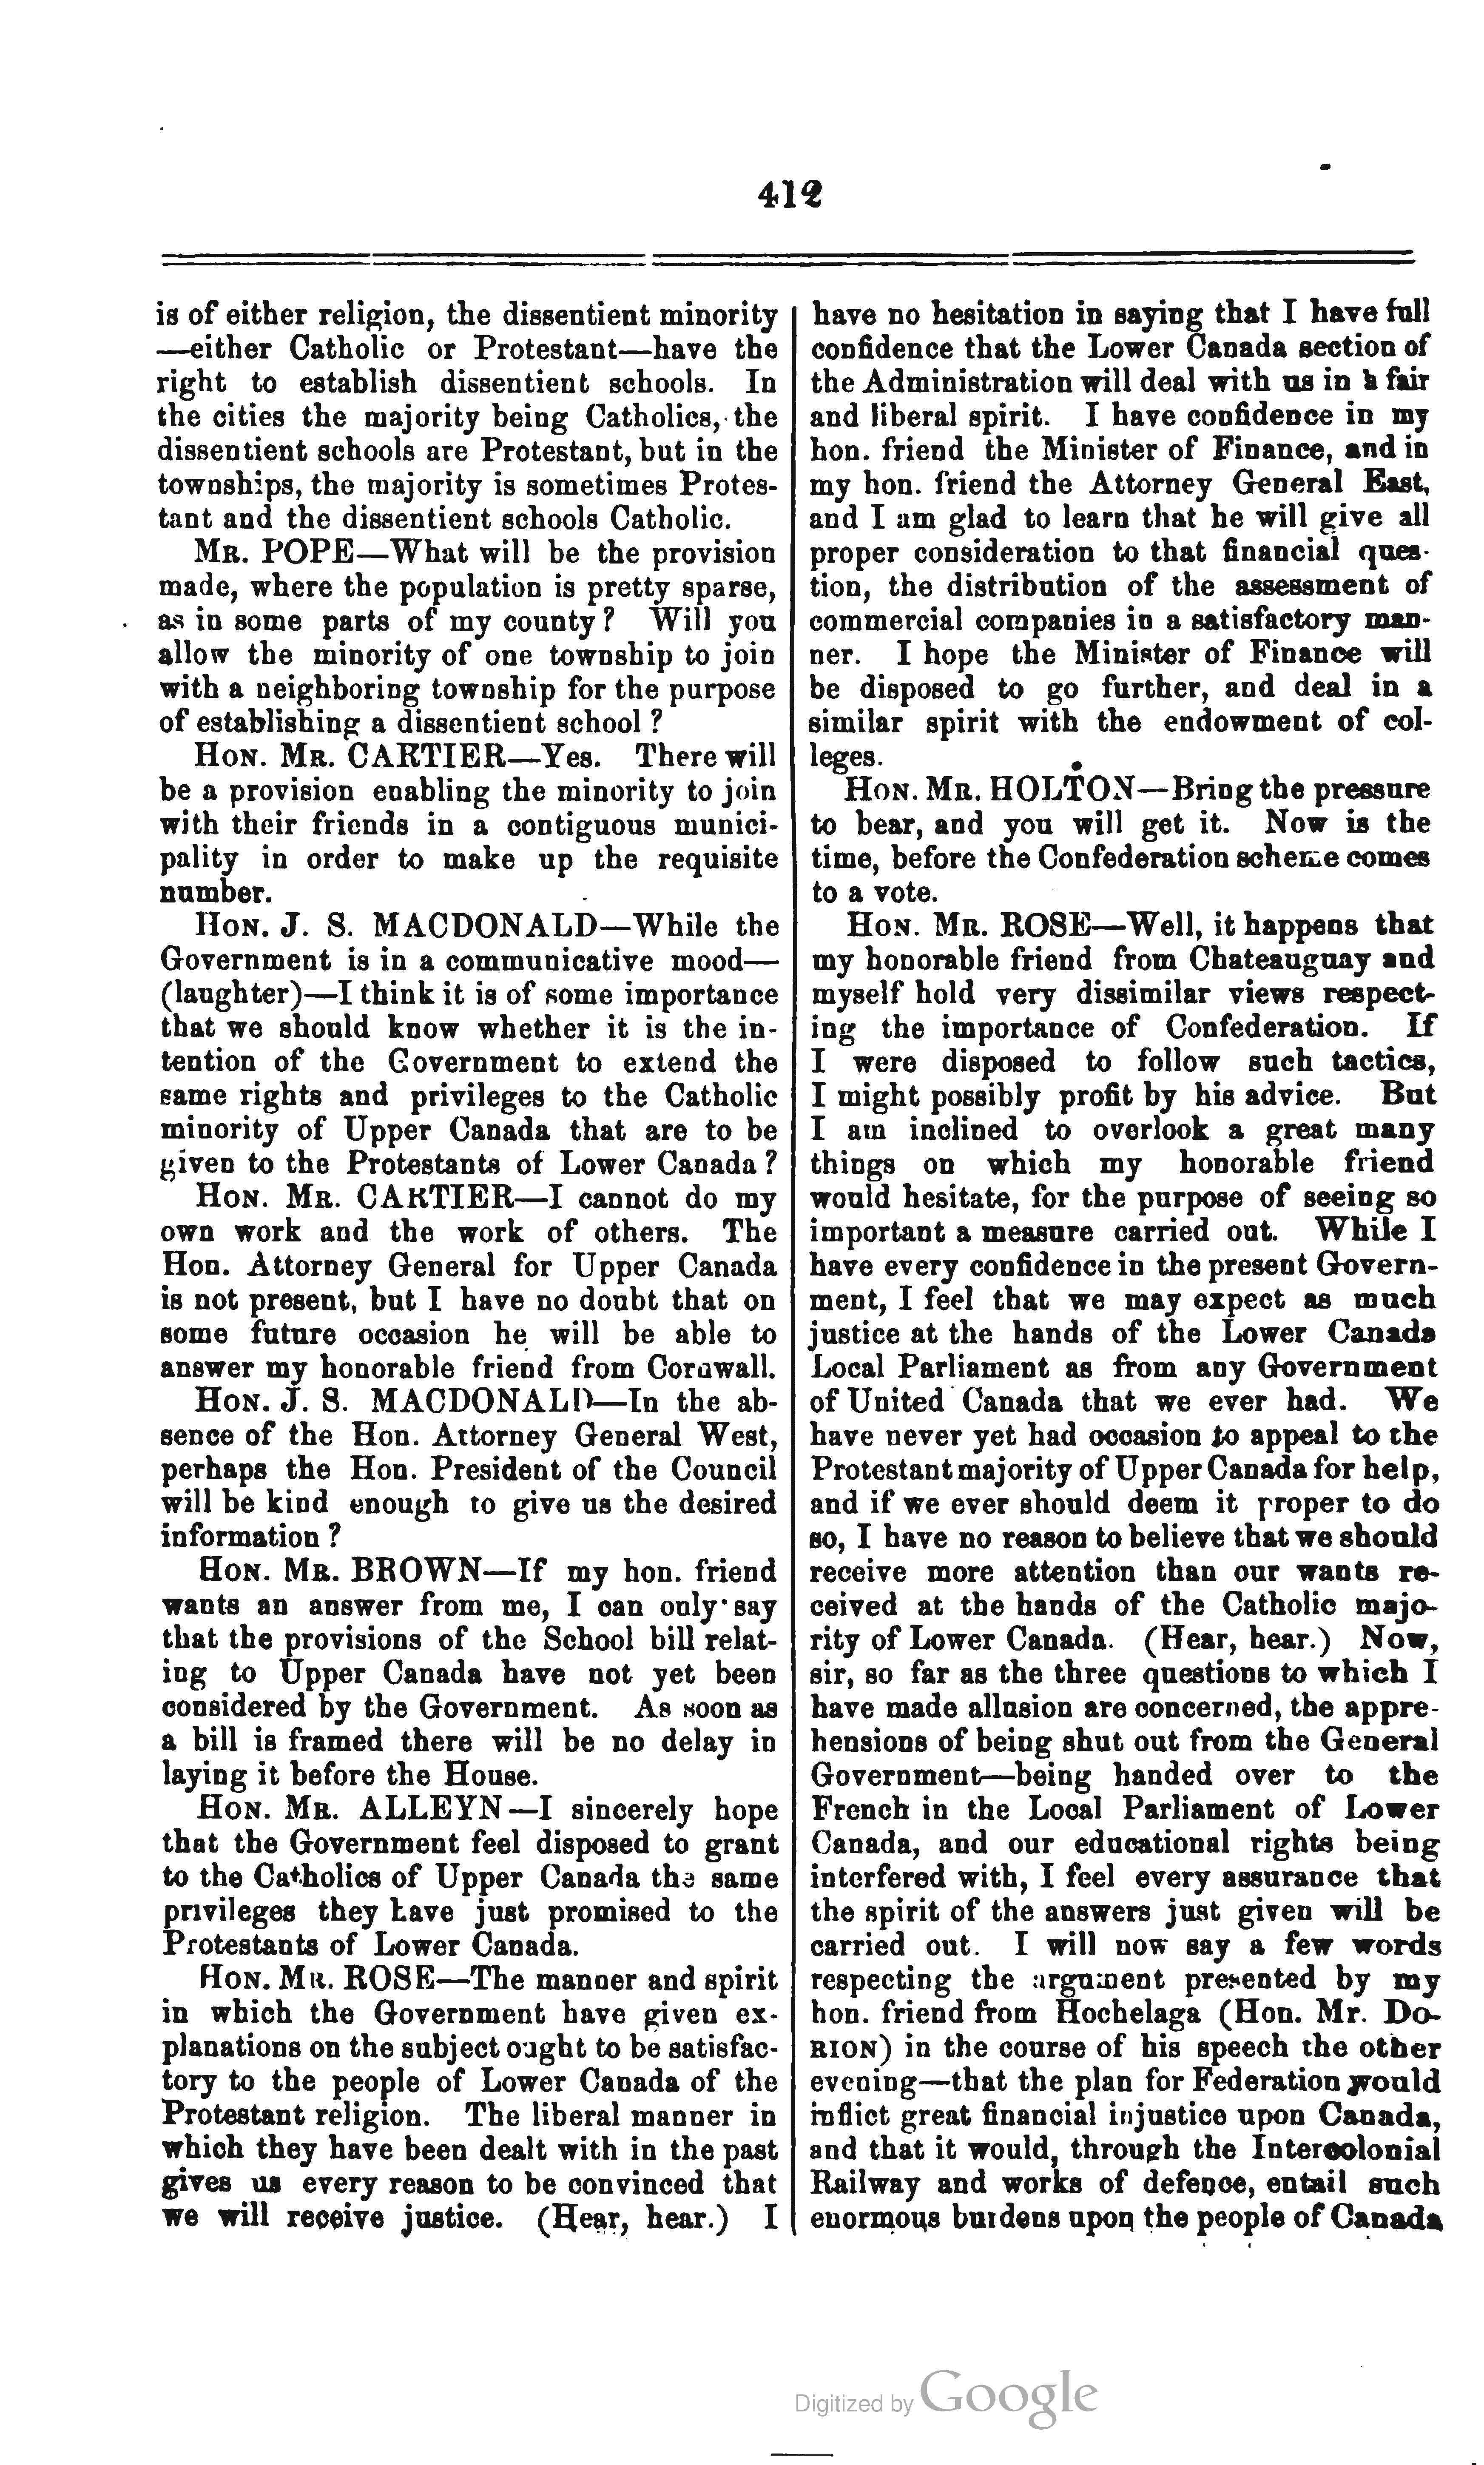 412
is of either religion, the dissentient minority
—either Catholic or Protestant—have the
right to establish dissentient schools. In
the cities the majority being Catholics, the
dissentient schools are Protestant, but in the
townships, the majority is sometimes Protes-
tant and the dissentient schools Catholic.
MR. POPE—What will be the provision
made, where the population is pretty sparse,
as in some parts of my county? Will you
allow the minority of one township to join
with a neighboring township for the purpose
of establishing a dissentient school?
HON. MR. CARTIER—Yes. There will
be a provision enabling the minority to join
with their friends in a contiguous munici-
pality in order to make up the requisite
number.
HON. J. S. MACDONALD—While the
Government is in a communicative mood—
(laughter)—I think it is of some importance
that we should know whether it is the in-
tention of the Government to extend the
same rights and privileges to the Catholic
minority of Upper Canada that are to be
given to the Protestants of Lower Canada?
HON. MR. CARTIER—I cannot do my
own work and the work of others. The
Hon. Attorney General for Upper Canada
is not present, but I have no doubt that on
some future occasion he will be able to
answer my honorable friend from Cornwall.
HON. J. S. MACDONALD—In the ab-
sence of the Hon. Attorney General West,
perhaps the Hon. President of the Council
will be kind enough to give us the desired
information?
HON. MR. BROWN—If my hon. friend
wants an answer from me, I can only say
that the provisions of the School bill relat-
ing to Upper Canada have not yet been
considered by the Government. As soon as
a bill is framed there will be no delay in
laying it before the House.
HON. MR. ALLEYN—I sincerely hope
that the Government feel disposed to grant
to the Catholics of Upper Canada the same
privileges they have just promised to the
Protestants of Lower Canada.
HON. MR. ROSE—The manner and spirit
in which the Government have given ex-
planations on the subject ought to be satisfac-
tory to the people of Lower Canada of the
Protestant religion. The liberal manner in
which they have been dealt with in the past
gives us every reason to be convinced that
we will receive justice. (Hear, hear.) I
have no hesitation in saying that I have full
confidence that the Lower Canada section of
the Administration will deal with us in a fair
and liberal spirit. I have confidence in my
hon. friend the Minister of Finance, and in
my hon. friend the Attorney General East,
and I am glad to learn that he will give all
proper consideration to that financial ques-
tion, the distribution of the assessment of
commercial companies in a satisfactory man-
ner. I hope the Minister of Finance will
be disposed to go further, and deal in a
similar spirit with the endowment of col-
leges.
HON. MR. HOLTON—Bring the pressure
to bear, and you will get it. Now is the
time, before the Confederation scheme comes
to a vote.
HON. MR. ROSE—Well, it happens that
my honorable friend from Chateauguay and
myself hold very dissimilar views respect-
ing the importance of Confederation. If
I were disposed to follow such tactics,
I might possibly profit by his advice. But
I am inclined to overlook a great many
things on which my honorable friend
would hesitate, for the purpose of seeing so
important a measure carried out. While I
have every confidence in the present Govern-
ment, I feel that we may expect as much
justice at the hands of the Lower Canada
Local Parliament as from any Government
of United Canada that we ever had. We
have never yet had occasion to appeal to the
Protestant majority of Upper Canada for help,
and if we ever should deem it proper to do
so, I have no reason to believe that we should
receive more attention than our wants re-
ceived at the hands of the Catholic majo-
rity of Lower Canada. (Hear, hear.) Now,
sir, so far as the three questions to which I
have made allusion are concerned, the appre-
hensions of being shut out from the General
Government—being handed over to the
French in the Local Parliament of Lower
Canada, and our educational rights being
interfered with, I feel every assurance that
the spirit of the answers just given will be
carried out. I will now say a few words
respecting the argument presented by my
hon. friend from Hochelaga (Hon. Mr. DO-
RION) in the course of his speech the other
evening—that the plan for Federation would
inflict great financial injustice upon Canada,
and that it would, through the Intercolonial
Railway and works of defence, entail such
enormous burdens upon the people of Canada
Digitized by Google